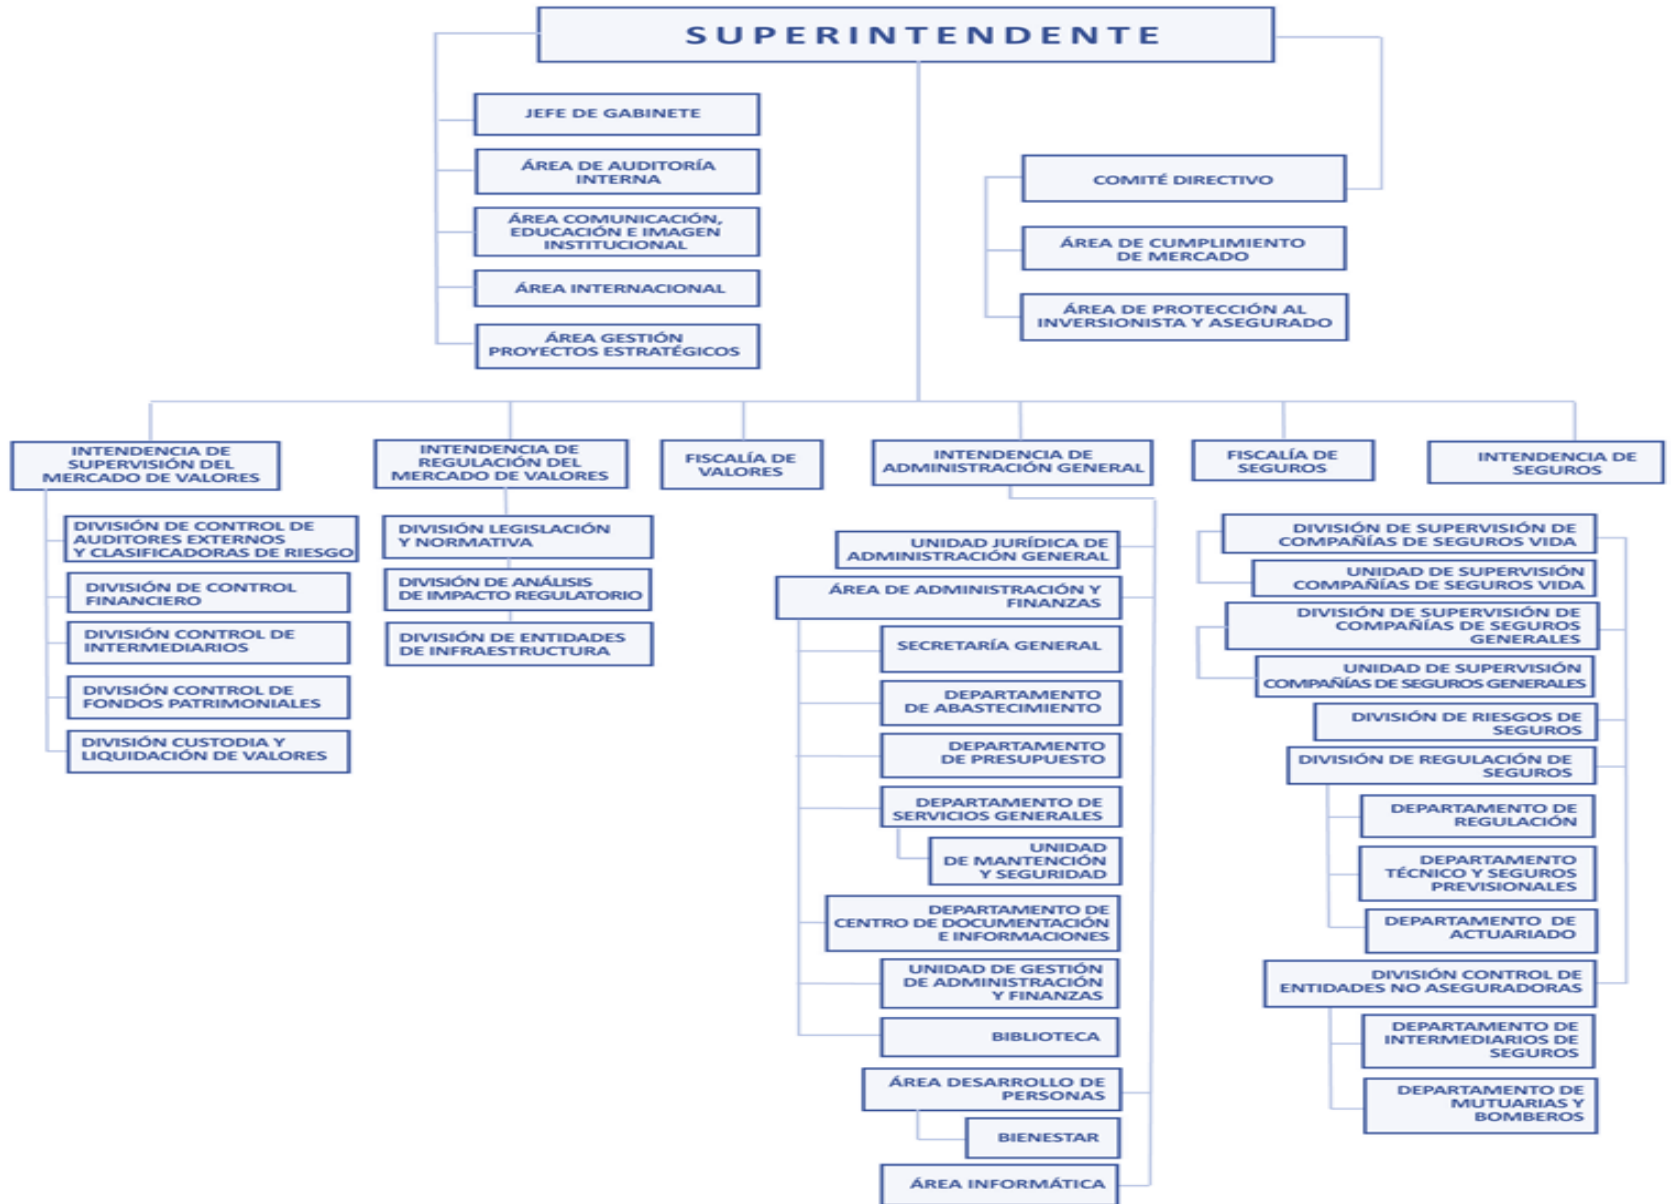 SUPERINTENDENTE
JEFE DE GABINETE
ÁREA DE AUDITORÍA
INTERNA
ÁREA COMUNICACIÓN,
EDUCACIÓN E IMAGEN
INSTITUCIONAL
ÁREA INTERNACIONAL
ÁREA GESTIÓN
PROYECTOS ESTRATÉGICOS
COMITÉ DIRECTIVO
ÁREA DE CUMPLIMIENTO
DE MERCADO
ÁREA DE PROTECCIÓN AL
INVERSIONISTA Y ASEGURADO
INTENDENCIA DE
SUPERVISIÓN DEL
MERCADO DE VALORES
DIVISIÓN DE CONTROL DE
AUDITORES EXTERNOS
Y CLASIFICADORAS DE RIESGO
DIVISIÓN DE CONTROL
FINANCIERO
DIVISIÓN CONTROL DE
INTERMEDIARIOS
DIVISIÓN CONTROL DE
FONDOS PATRIMONIALES
DIVISIÓN CUSTODIA Y
LIQUIDACIÓN DE VALORES
INTENDENCIA DE
REGULACIÓN DEL
MERCADO DE VALORES
DIVISIÓN LEGISLACIÓN
Y NORMATIVA
DIVISIÓN DE ANÁLISIS
DE IMPACTO REGULATORIO
DIVISIÓN DE ENTIDADES
DE INFRAESTRUCTURA
FISCALÍA DE
VALORES
INTENDENCIA DE
ADMINISTRACIÓN GENERAL
UNIDAD JURÍDICA DE
ADMINISTRACIÓN GENERAL
ÁREA DE ADMINISTRACIÓN Y
FINANZAS
SECRETARÍA GENERAL
DEPARTAMENTO
DE ABASTECIMIENTO
DEPARTAMENTO
DE PRESUPUESTO
DEPARTAMENTO DE
SERVICIOS GENERALES
UNIDAD
DE MANTENCIÓN
Y SEGURIDAD
DEPARTAMENTO DE
CENTRO DE DOCUMENTACIÓN
E INFORMACIONES
UNIDAD DE GESTIÓN
DE ADMINISTRACIÓN
Y FINANZAS
BIBLIOTECA
ÁREA DESARROLLO DE
PERSONAS
BIENESTAR
ÁREA INFORMÁTICA
FISCALÍA DE
SEGUROS
INTENDENCIA DE
SEGUROS
DIVISIÓN DE SUPERVISIÓN DE
COMPAÑÍAS DE SEGUROS VIDA
UNIDAD DE SUPERVISIÓN
COMPAÑÍAS DE SEGUROS VIDA
DIVISIÓN DE SUPERVISIÓN DE
COMPAÑÍAS DE SEGUROS
GENERALES
UNIDAD DE SUPERVISIÓN
COMPAÑÍAS DE SEGUROS GENERALES
DIVISIÓN DE RIESGOS DE
SEGUROS
DIVISIÓN DE REGULACIÓN DE
SEGUROS
DEPARTAMENTO DE
REGULACIÓN
DEPARTAMENTO
TÉCNICO Y SEGUROS
PREVISIONALES
DEPARTAMENTO DE
ACTUARIADO
DIVISIÓN CONTROL DE
ENTIDADES NO ASEGURADORAS
DEPARTAMENTO DE
INTERMEDIARIOS DE
SEGUROS
DEPARTAMENTO DE
MUTUARIAS Y
BOMBEROS